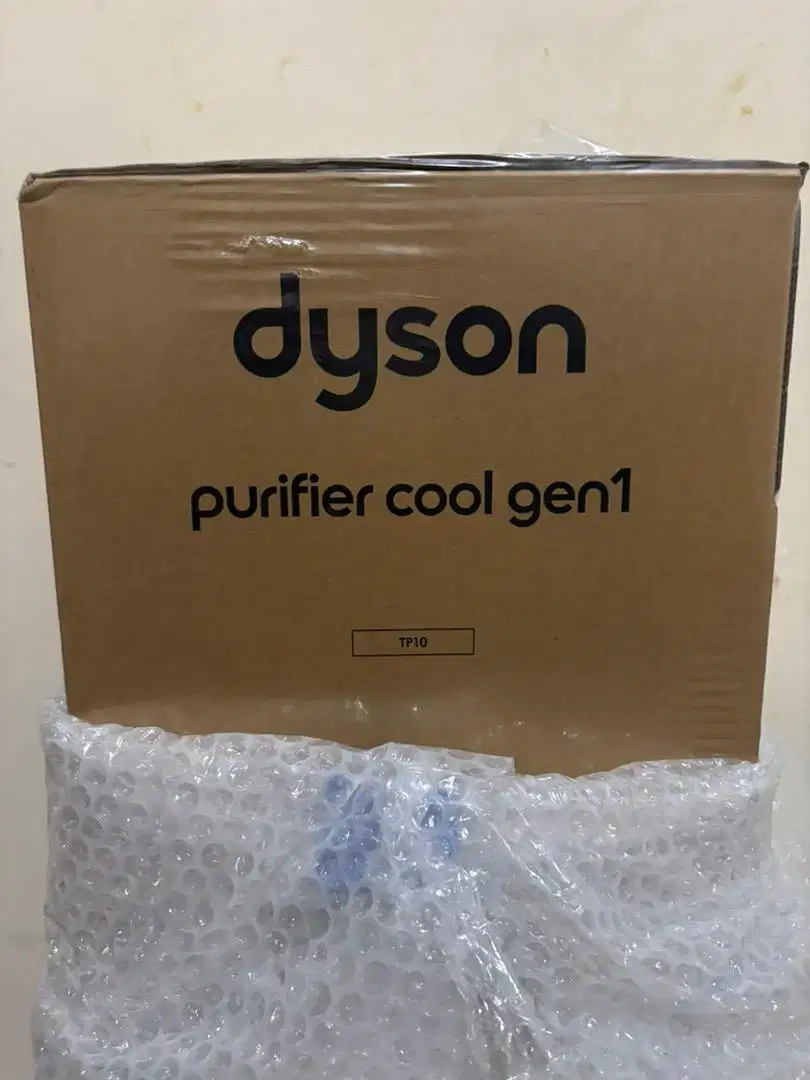 dyson
purifier cool gen1
TP10